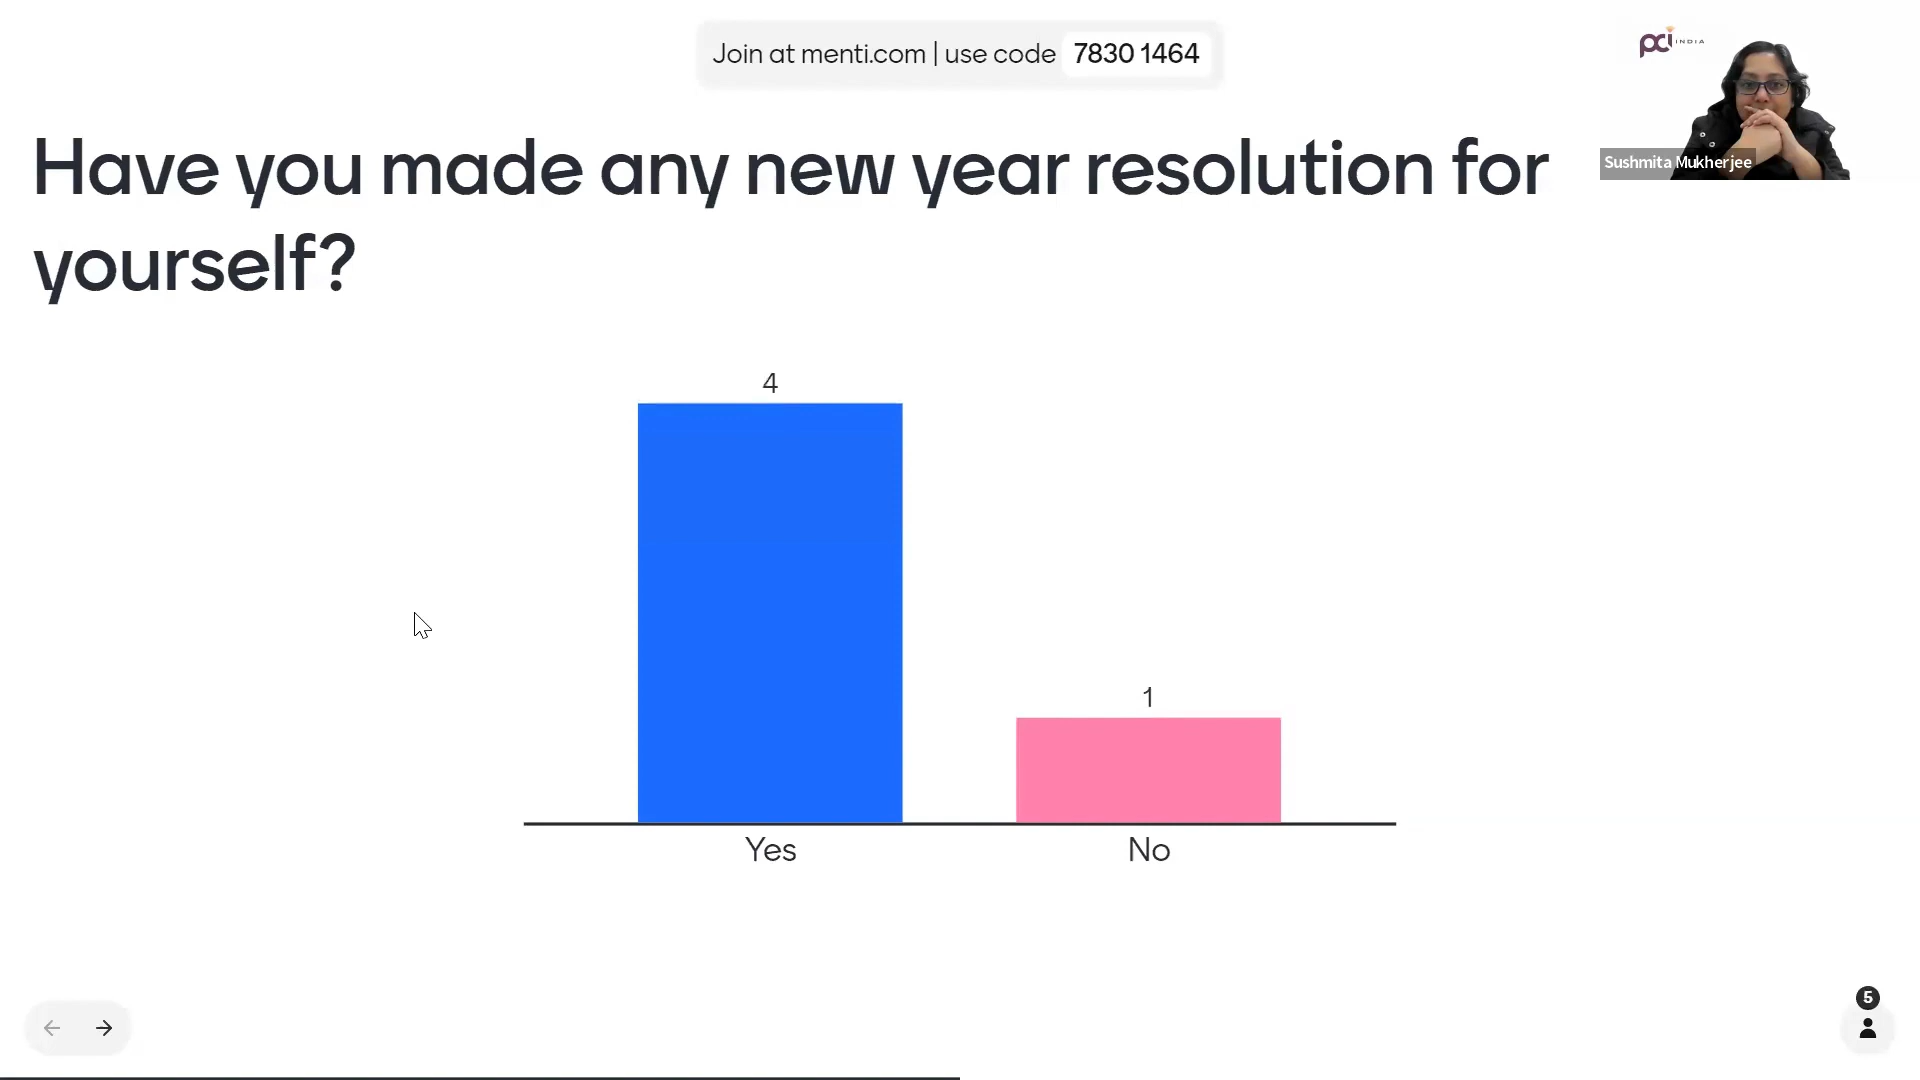 Join at menti.com | use code 7830 1464
pci INDIA
Sushmita Mukherjee
Have you made any new year resolution for
yourself?
4
1
Yes
No
5